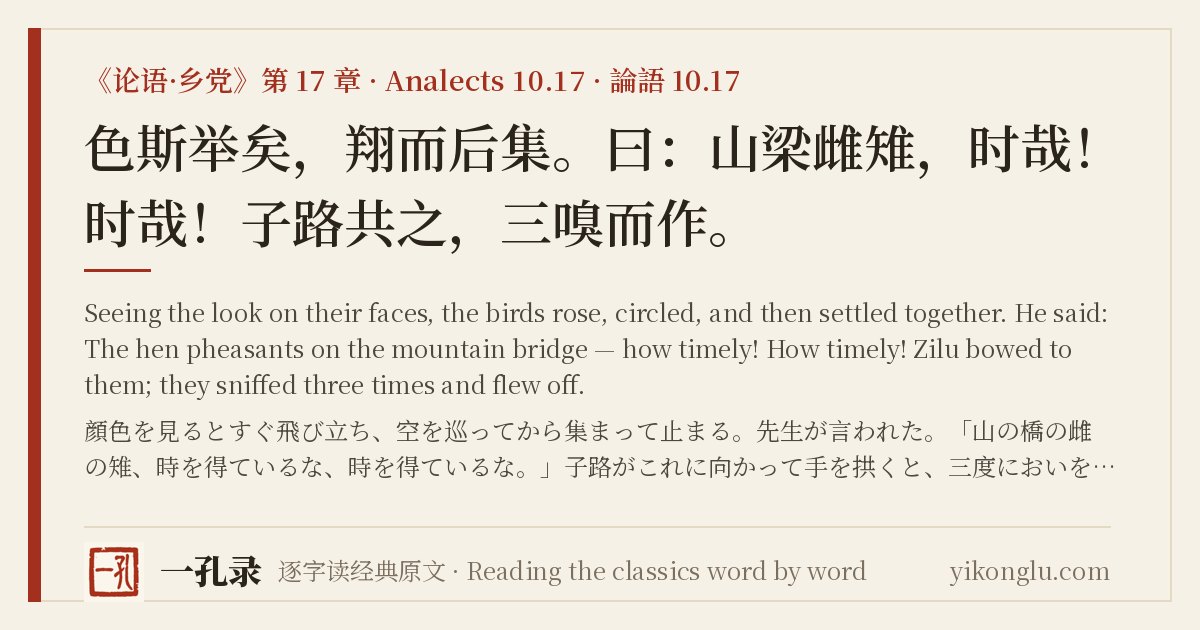 《论语·乡党》第 17 章 · Analects 10.17 · 論語 10.17
色斯举矣，翔而后集。曰：山梁雌雉，时哉！
时哉！子路共之，三嗅而作。
Seeing the look on their faces, the birds rose, circled, and then settled together. He said:
The hen pheasants on the mountain bridge — how timely! How timely! Zilu bowed to
them; they sniffed three times and flew off.
顔色を見るとすぐ飛び立ち、空を巡ってから集まって止まる。先生が言われた。「山の橋の雌
の雉、時を得ているな、時を得ているな。」子路がこれに向かって手を拱くと、三度においを…
一孔
一孔录 逐字读经典原文 · Reading the classics word by word yikonglu.com